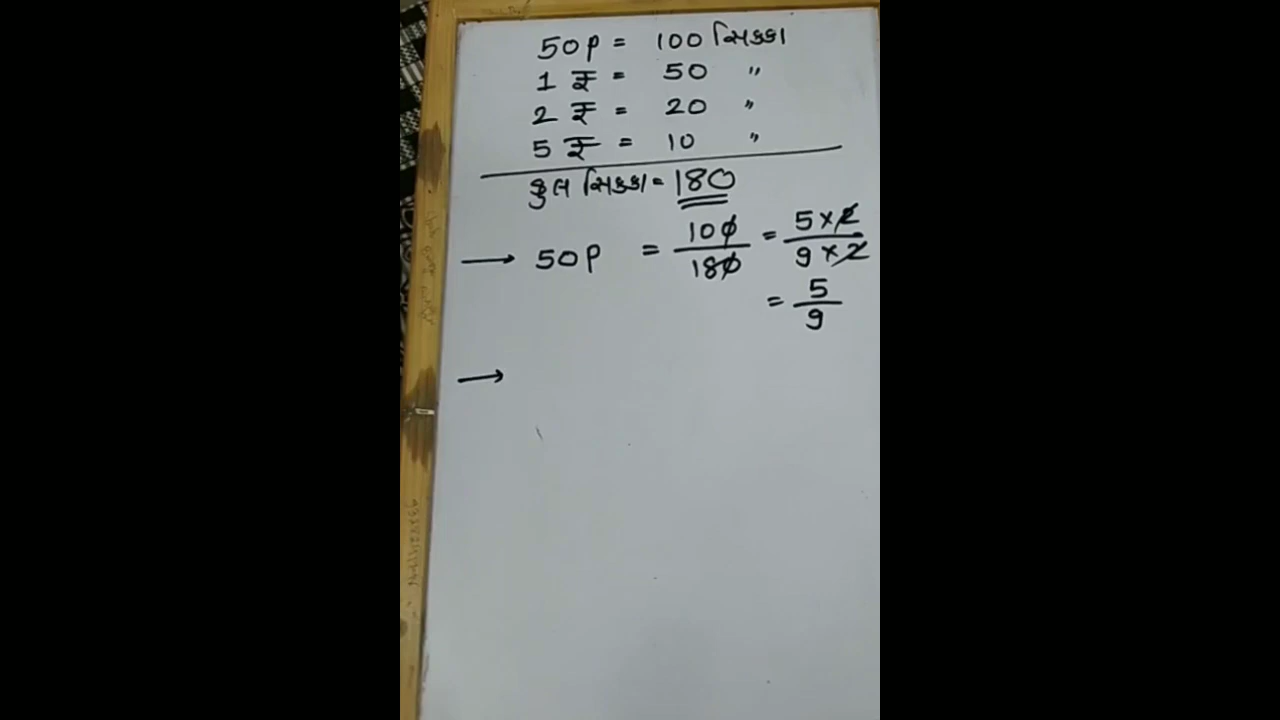 50p = 100 સિક્કા
1 ₹ = 50 "
2 ₹ = 20 "
5 ₹ = 10 "
કુલ સિક્કા = 180
→ 50p = 100/180 = 5×2/9×2
= 5/9
→